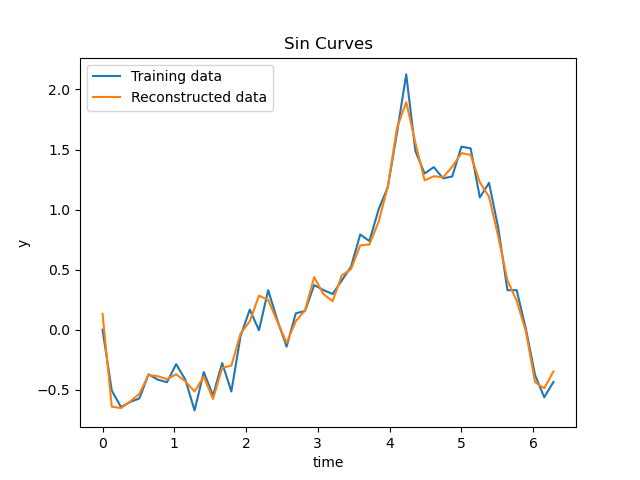 Sin Curves
Training data
Reconstructed data
2.0
1.5
1.0
0.5
0.0
−0.5
y
0 1 2 3 4 5 6
time